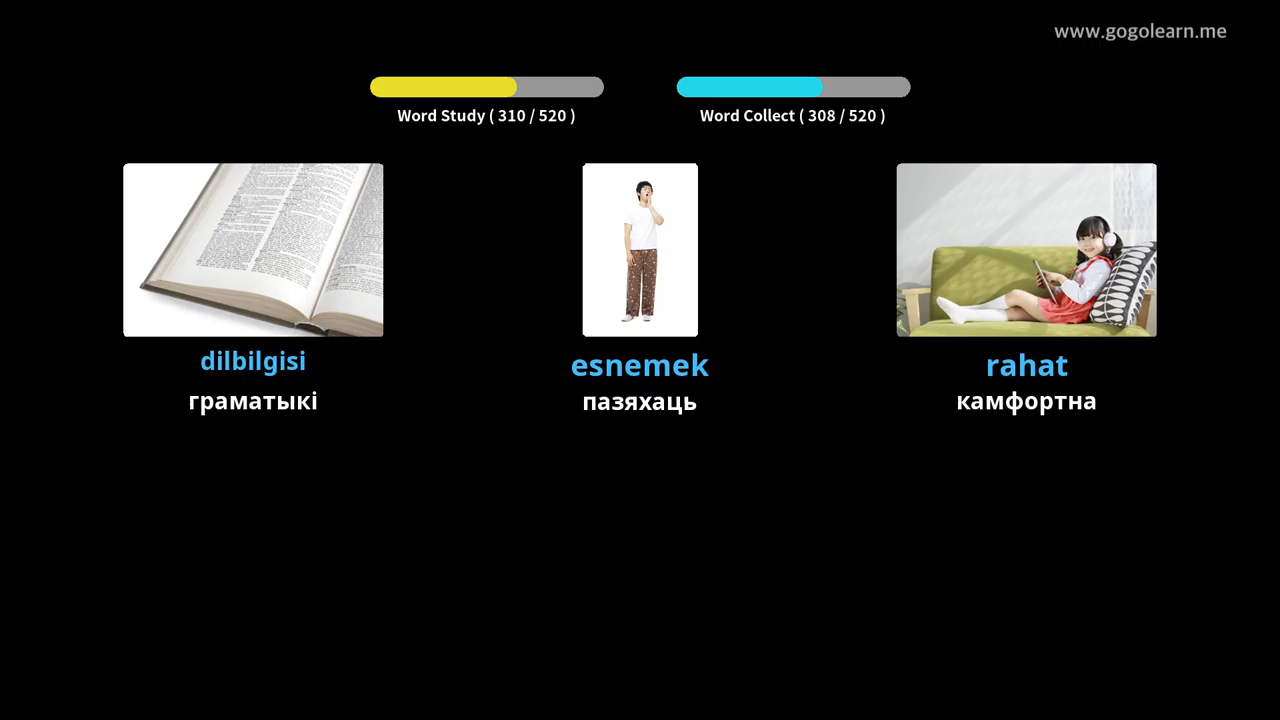 www.gogolearn.me
Word Study ( 310 / 520 )
Word Collect ( 308 / 520 )
dilbilgisi
граматыкі
esnemek
пазяхаць
rahat
камфортна